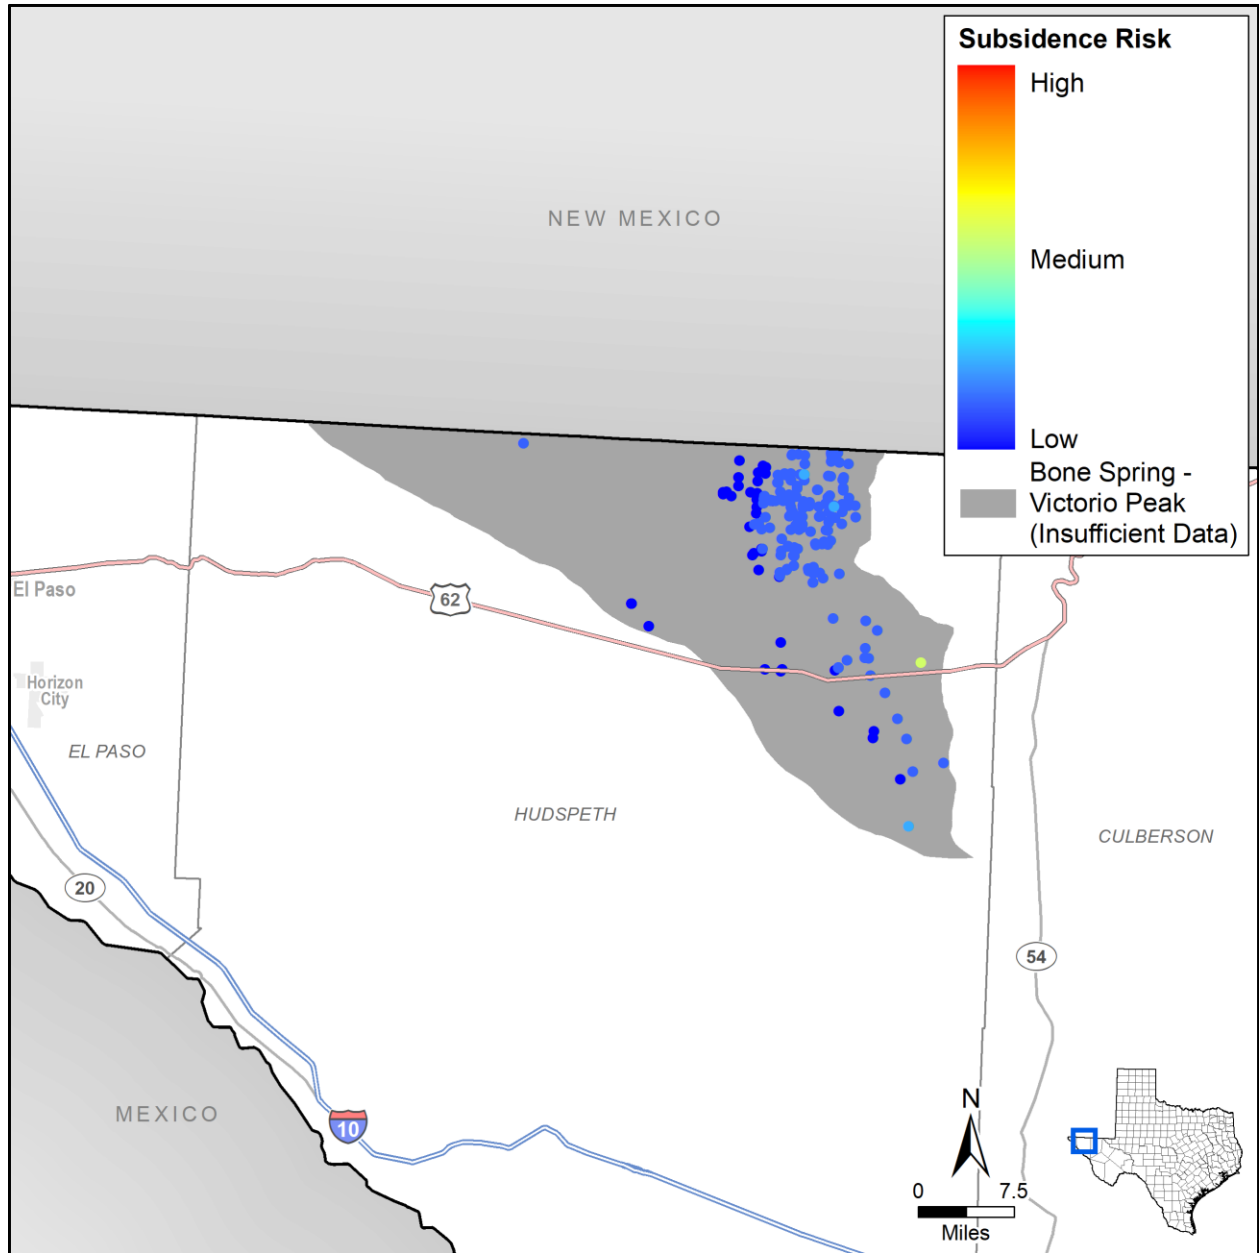 Subsidence Risk
High
Medium
Low
Bone Spring -
Victorio Peak
(Insufficient Data)
NEW MEXICO
El Paso
62
Horizon
City
EL PASO
HUDSPETH
CULBERSON
20
54
MEXICO
10
N
0 7.5
Miles